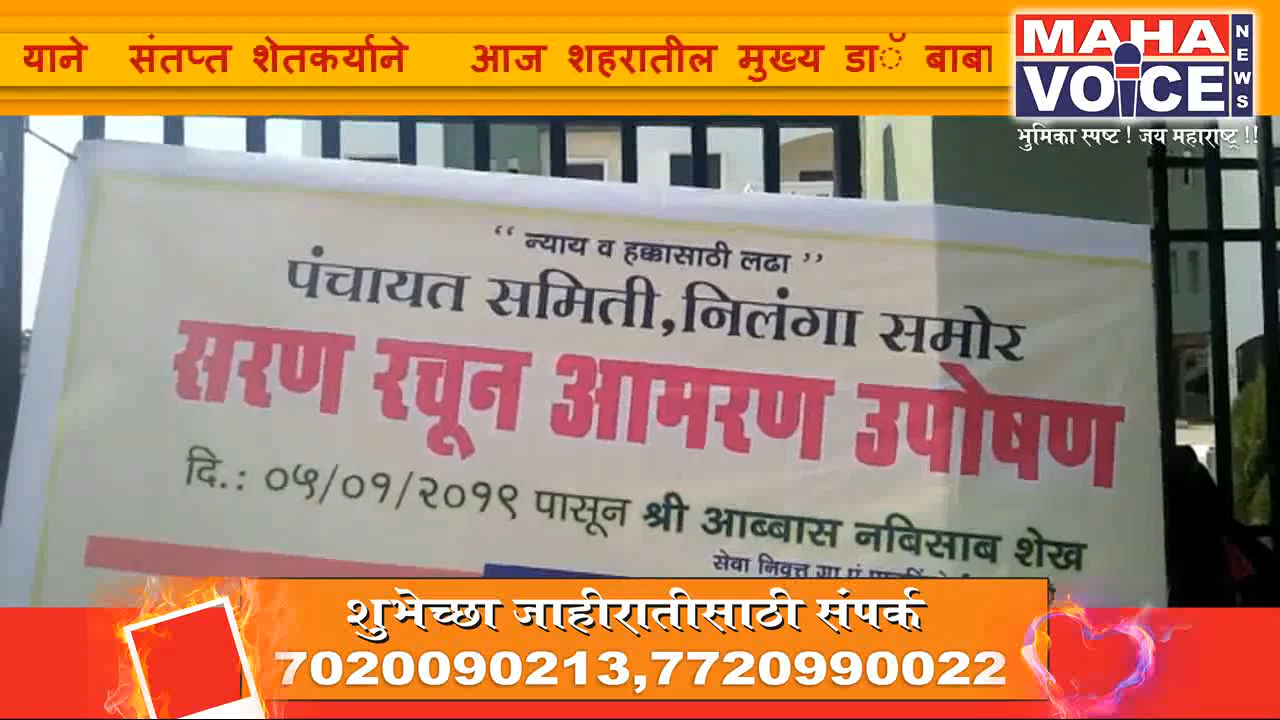 याने संतप्त शेतकर्याने आज शहरातील मुख्य डाॅ बाबा
MAHA VOICE NEWS
भुमिका स्पष्ट ! जय महाराष्ट्र !!
“ न्याय व हक्कासाठी लढा ”
पंचायत समिती, निलंगा समोर
सरण रचून आमरण उपोषण
दि.: ०५/०१/२०१९ पासून श्री आब्बास नबिसाब शेख
सेवा निवृत्त ग्रा पं
शुभेच्छा जाहीरातीसाठी संपर्क
7020090213,7720990022